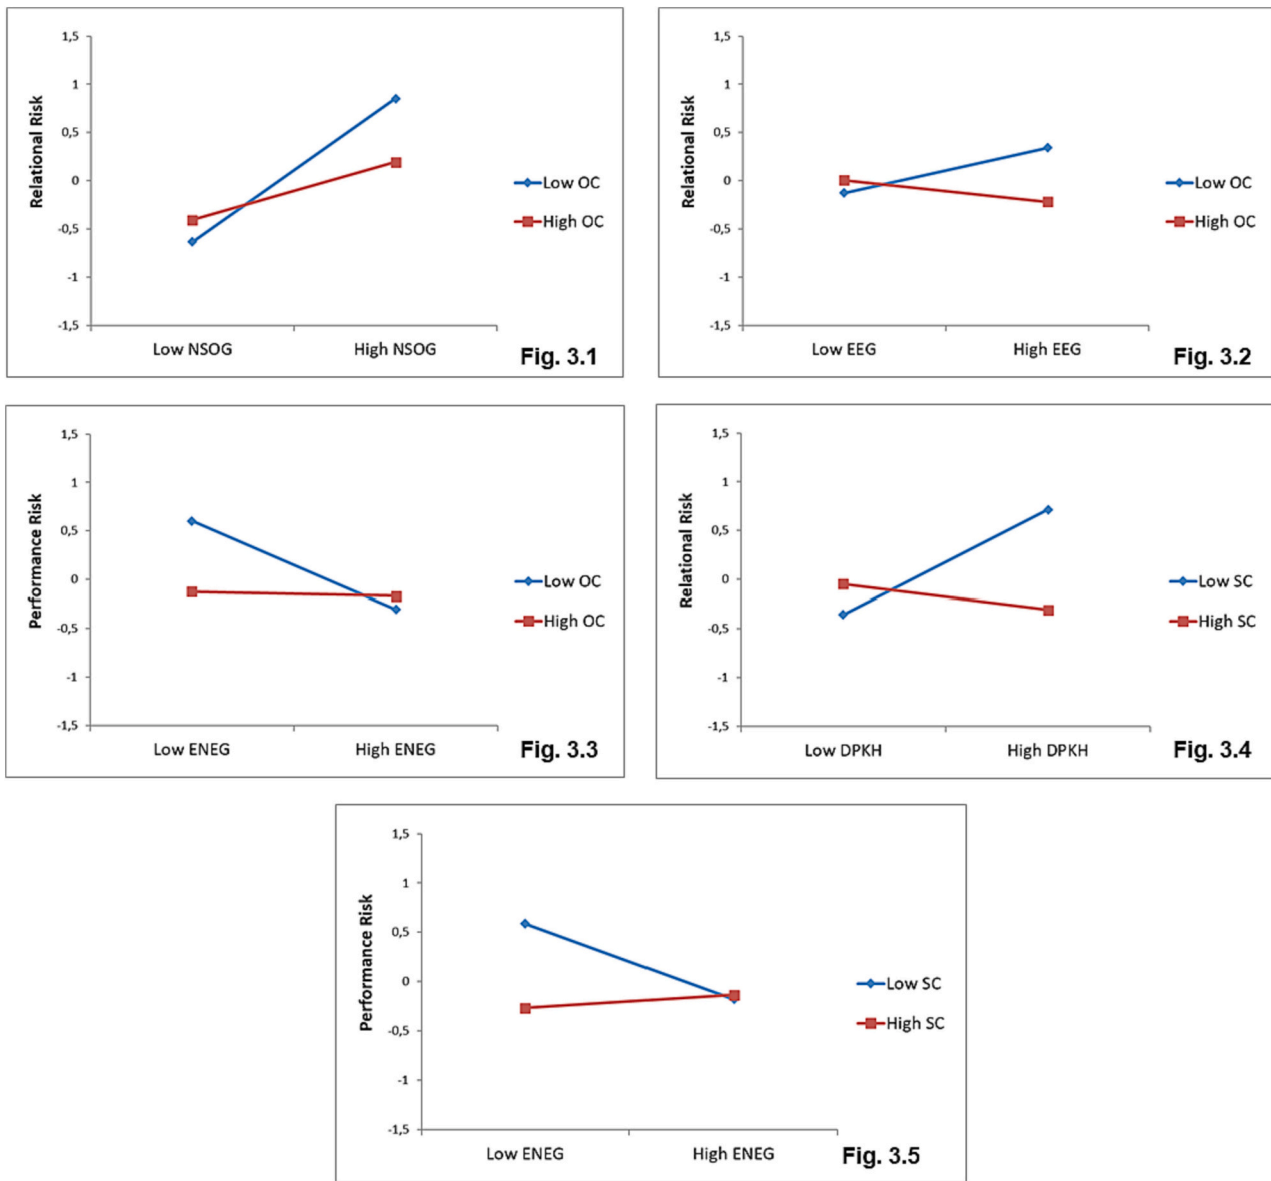 1,5
1
0,5
0
-0,5
-1
-1,5
Relational Risk
Low NSOG
High NSOG
Low OC
High OC
Fig. 3.1
1,5
1
0,5
0
-0,5
-1
-1,5
Relational Risk
Low EEG
High EEG
Low OC
High OC
Fig. 3.2
1,5
1
0,5
0
-0,5
-1
-1,5
Performance Risk
Low ENEG
High ENEG
Low OC
High OC
Fig. 3.3
1,5
1
0,5
0
-0,5
-1
-1,5
Relational Risk
Low DPKH
High DPKH
Low SC
High SC
Fig. 3.4
1,5
1
0,5
0
-0,5
-1
-1,5
Performance Risk
Low ENEG
High ENEG
Low SC
High SC
Fig. 3.5